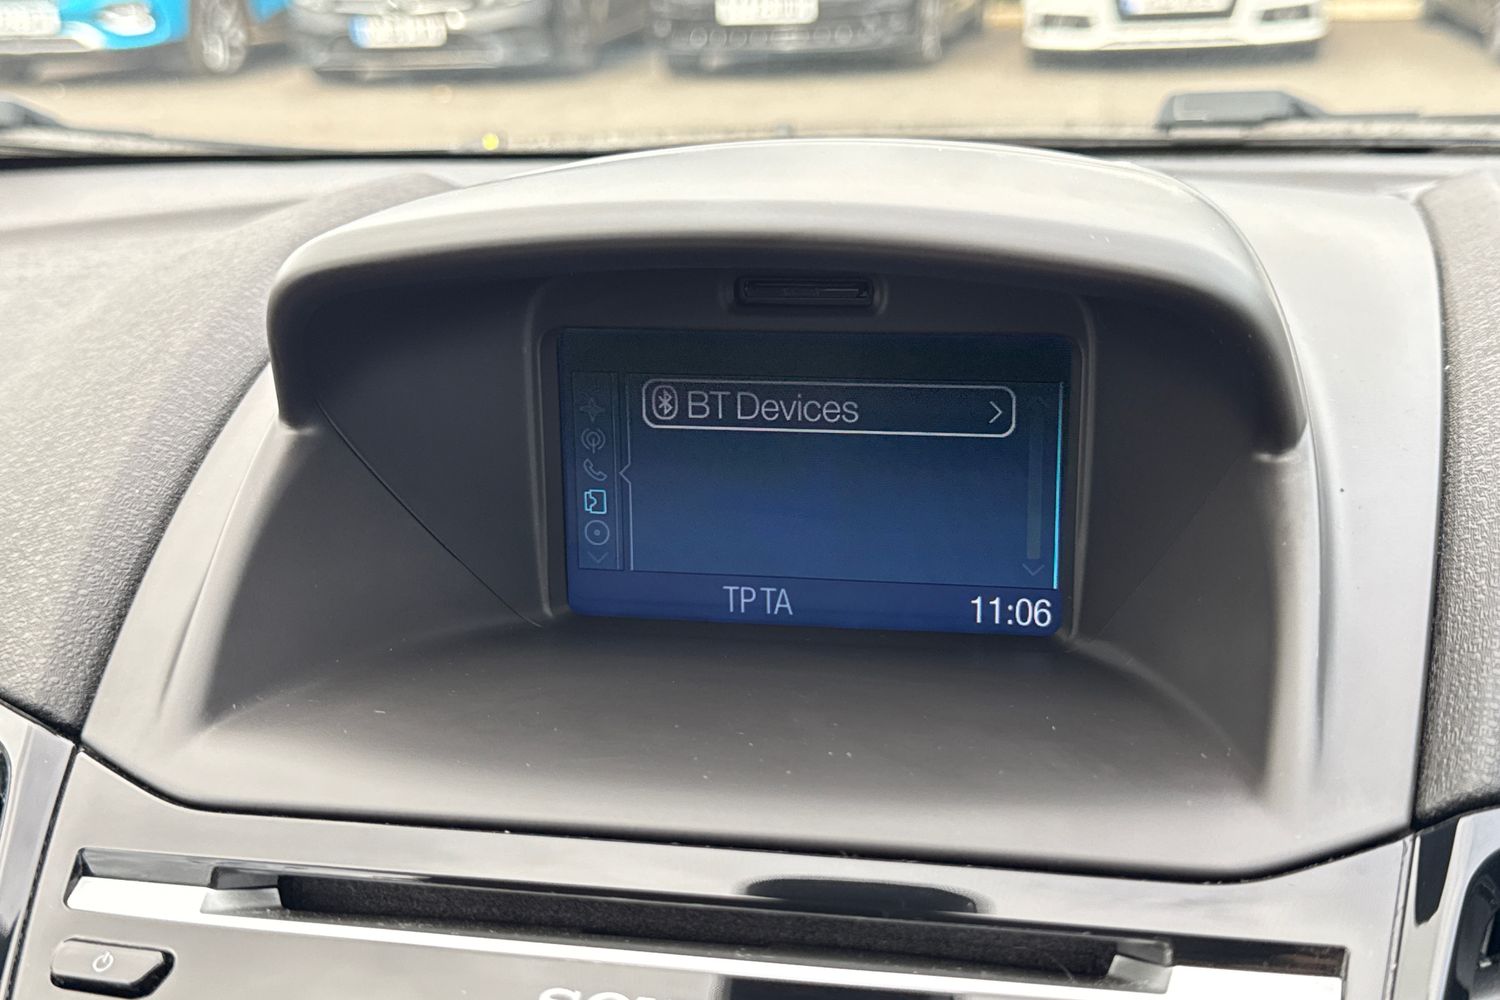 BT Devices
TP TA
11:06